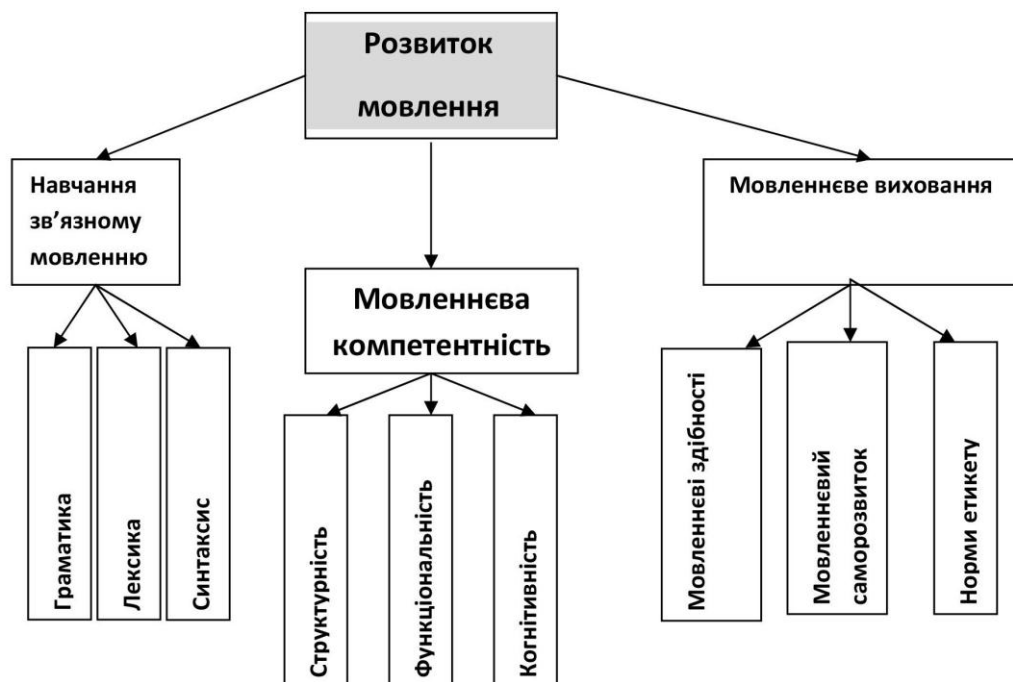 Розвиток
мовлення
Навчання
зв’язному
мовленню
Мовленнєва
компетентність
Мовленнєве виховання
Граматика
Лексика
Синтаксис
Структурність
Функціональність
Когнітивність
Мовленнєві здібності
Мовленнєвий
саморозвиток
Норми етикету